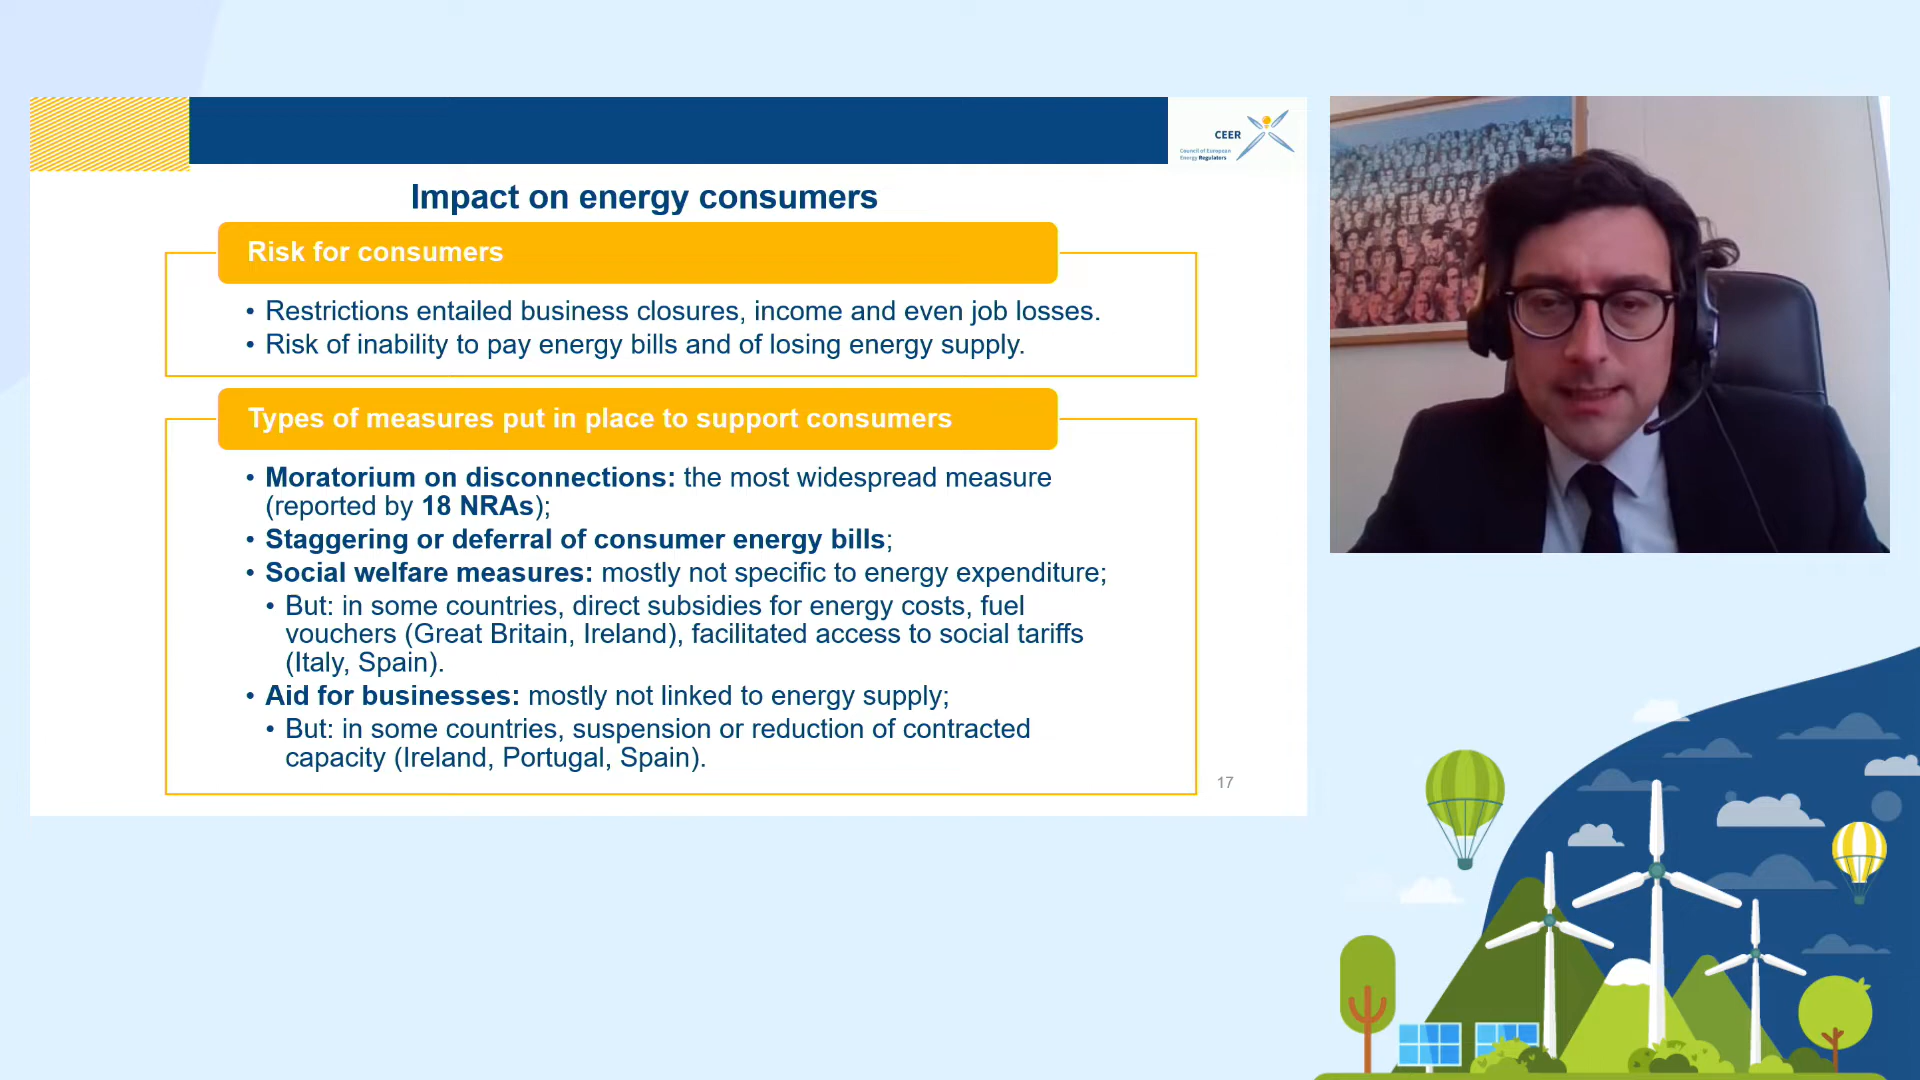 CEER
Council of European
Energy Regulators
Impact on energy consumers
Risk for consumers
• Restrictions entailed business closures, income and even job losses.
• Risk of inability to pay energy bills and of losing energy supply.
Types of measures put in place to support consumers
• Moratorium on disconnections: the most widespread measure
(reported by 18 NRAs);
• Staggering or deferral of consumer energy bills;
• Social welfare measures: mostly not specific to energy expenditure;
• But: in some countries, direct subsidies for energy costs, fuel
vouchers (Great Britain, Ireland), facilitated access to social tariffs
(Italy, Spain).
• Aid for businesses: mostly not linked to energy supply;
• But: in some countries, suspension or reduction of contracted
capacity (Ireland, Portugal, Spain).
17